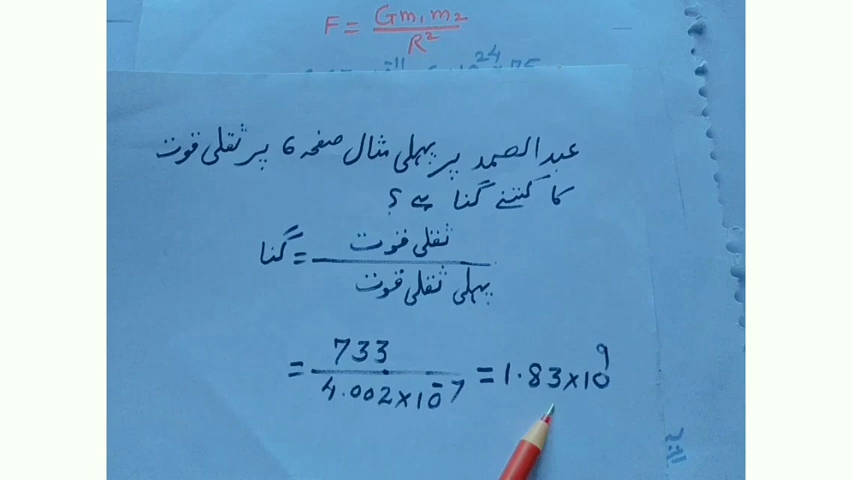 F = Gm₁m₂ / R²
عبدالصمد پر پہلی مثال صفحہ 6 پر ثقلی قوت
کا کتنے گنا ہے ؟
گنا = ثقلی قوت / پہلی ثقلی قوت
= 733 / 4.002×10⁻⁷ = 1.83×10⁹